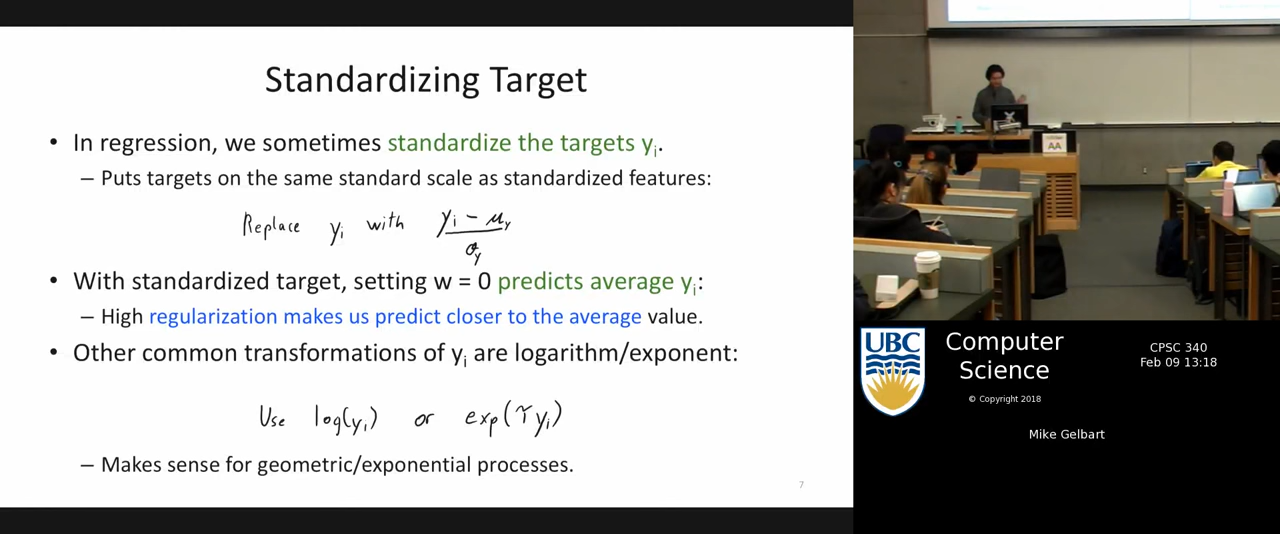 Standardizing Target
• In regression, we sometimes standardize the targets yᵢ.
– Puts targets on the same standard scale as standardized features:
Replace yᵢ with (yᵢ − μᵧ)/σᵧ
• With standardized target, setting w = 0 predicts average yᵢ:
– High regularization makes us predict closer to the average value.
• Other common transformations of yᵢ are logarithm/exponent:
Use log(yᵢ) or exp(γyᵢ)
– Makes sense for geometric/exponential processes.
7
AA
UBC
Computer
Science
© Copyright 2018
CPSC 340
Feb 09 13:18
Mike Gelbart